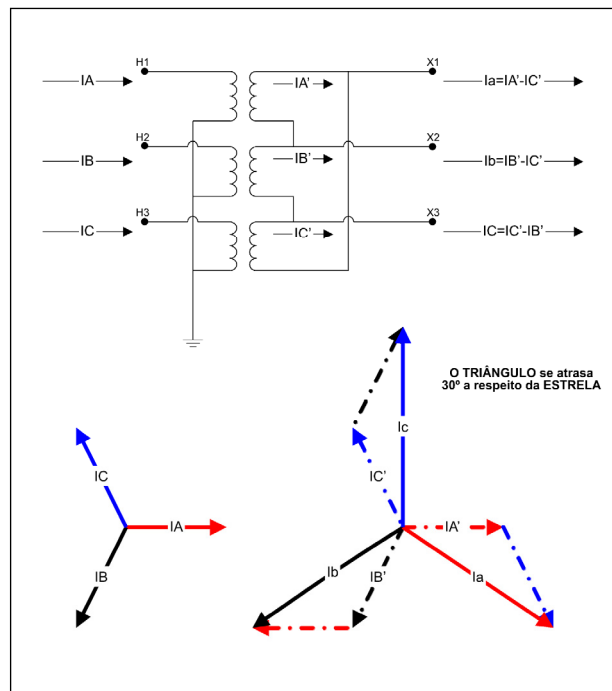 H1
X1
IA
IA'
Ia=IA'-IC'
H2
X2
IB
IB'
Ib=IB'-IC'
H3
X3
IC
IC'
IC=IC'-IB'
O TRIÂNGULO se atrasa
30º a respeito da ESTRELA
Ic
IC
IC'
IA
IA'
IB
Ib
IB'
Ia